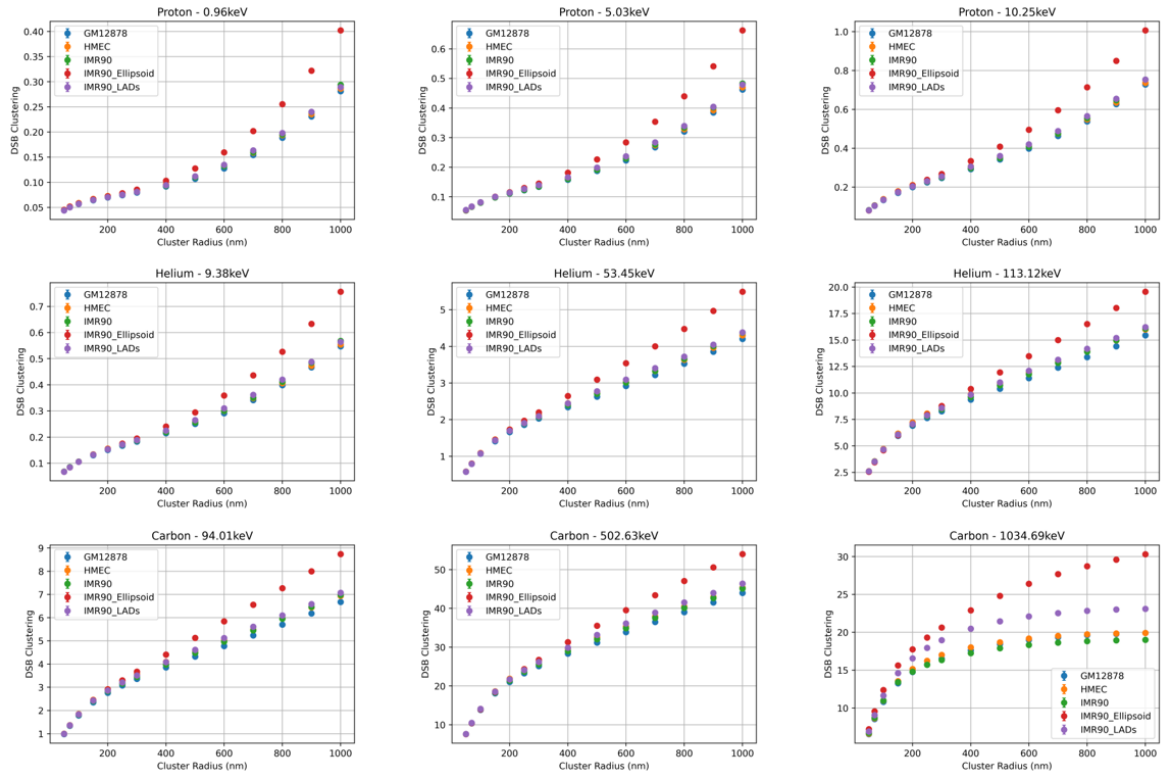 Proton - 0.96keV
DSB Clustering
0.40
0.35
0.30
0.25
0.20
0.15
0.10
0.05
GM12878
HMEC
IMR90
IMR90_Ellipsoid
IMR90_LADs
200 400 600 800 1000
Cluster Radius (nm)
Proton - 5.03keV
DSB Clustering
0.6
0.5
0.4
0.3
0.2
0.1
GM12878
HMEC
IMR90
IMR90_Ellipsoid
IMR90_LADs
200 400 600 800 1000
Cluster Radius (nm)
Proton - 10.25keV
DSB Clustering
1.0
0.8
0.6
0.4
0.2
GM12878
HMEC
IMR90
IMR90_Ellipsoid
IMR90_LADs
200 400 600 800 1000
Cluster Radius (nm)
Helium - 9.38keV
DSB Clustering
0.7
0.6
0.5
0.4
0.3
0.2
0.1
GM12878
HMEC
IMR90
IMR90_Ellipsoid
IMR90_LADs
200 400 600 800 1000
Cluster Radius (nm)
Helium - 53.45keV
DSB Clustering
5
4
3
2
1
GM12878
HMEC
IMR90
IMR90_Ellipsoid
IMR90_LADs
200 400 600 800 1000
Cluster Radius (nm)
Helium - 113.12keV
DSB Clustering
20.0
17.5
15.0
12.5
10.0
7.5
5.0
2.5
GM12878
HMEC
IMR90
IMR90_Ellipsoid
IMR90_LADs
200 400 600 800 1000
Cluster Radius (nm)
Carbon - 94.01keV
DSB Clustering
9
8
7
6
5
4
3
2
1
GM12878
HMEC
IMR90
IMR90_Ellipsoid
IMR90_LADs
200 400 600 800 1000
Cluster Radius (nm)
Carbon - 502.63keV
DSB Clustering
50
40
30
20
10
GM12878
HMEC
IMR90
IMR90_Ellipsoid
IMR90_LADs
200 400 600 800 1000
Cluster Radius (nm)
Carbon - 1034.69keV
DSB Clustering
30
25
20
15
10
GM12878
HMEC
IMR90
IMR90_Ellipsoid
IMR90_LADs
200 400 600 800 1000
Cluster Radius (nm)